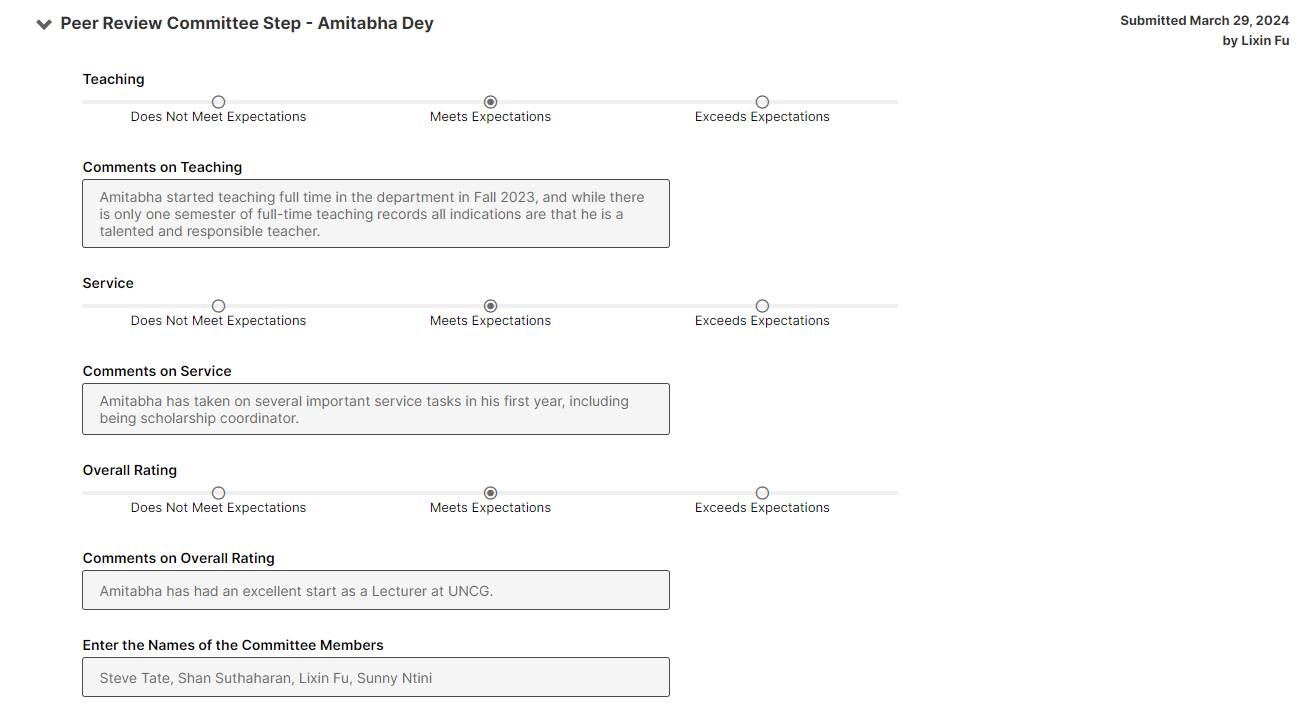 Peer Review Committee Step - Amitabha Dey
Submitted March 29, 2024
by Lixin Fu
Teaching
Does Not Meet Expectations
Meets Expectations
Exceeds Expectations
Comments on Teaching
Amitabha started teaching full time in the department in Fall 2023, and while there
is only one semester of full-time teaching records all indications are that he is a
talented and responsible teacher.
Service
Does Not Meet Expectations
Meets Expectations
Exceeds Expectations
Comments on Service
Amitabha has taken on several important service tasks in his first year, including
being scholarship coordinator.
Overall Rating
Does Not Meet Expectations
Meets Expectations
Exceeds Expectations
Comments on Overall Rating
Amitabha has had an excellent start as a Lecturer at UNCG.
Enter the Names of the Committee Members
Steve Tate, Shan Suthaharan, Lixin Fu, Sunny Ntini